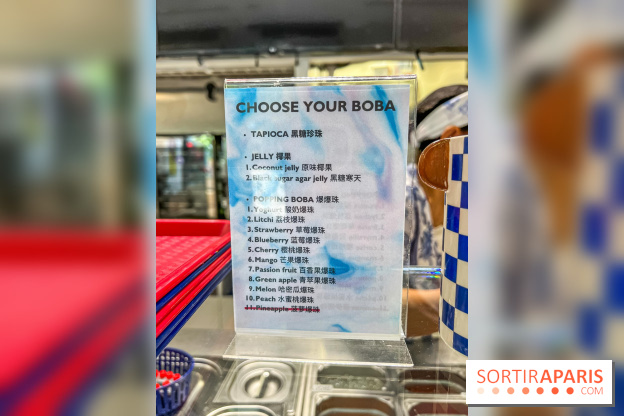 CHOOSE YOUR BOBA
• TAPIOCA 黑糖珍珠
• JELLY 椰果
1. Coconut jelly 原味椰果
2. Black sugar agar jelly 黑糖寒天
• POPPING BOBA 爆爆珠
1. Yoghurt 酸奶爆珠
2. Litchi 荔枝爆珠
3. Strawberry 草莓爆珠
4. Blueberry 蓝莓爆珠
5. Cherry 樱桃爆珠
6. Mango 芒果爆珠
7. Passion fruit 百香果爆珠
8. Green apple 青苹果爆珠
9. Melon 哈密瓜爆珠
10. Peach 水蜜桃爆珠
11. Pineapple 菠萝爆珠
SORTIRAPARIS
.COM